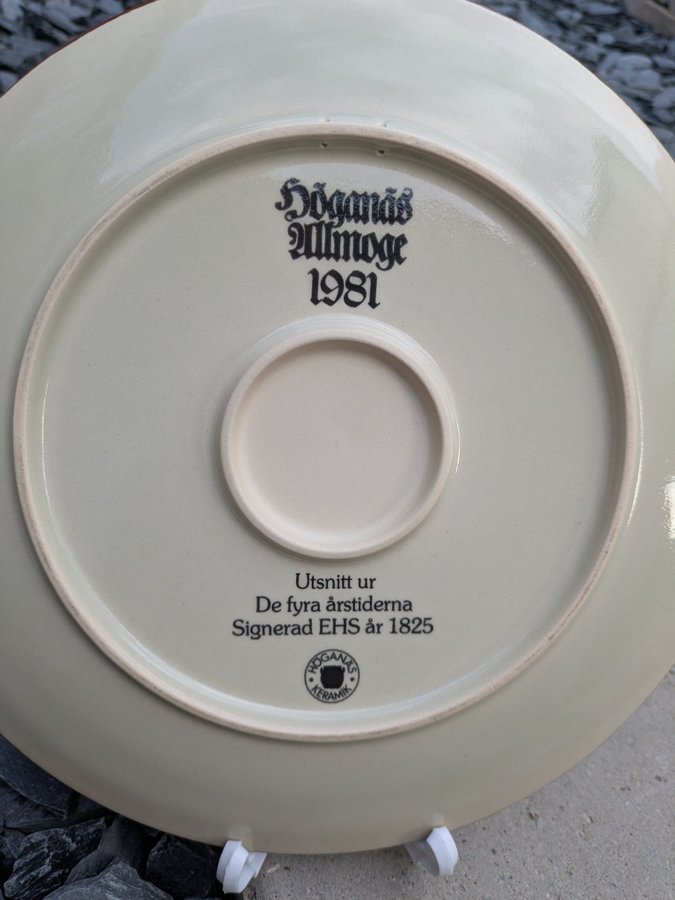 Höganäs
Allmoge
1981
Utsnitt ur
De fyra årstiderna
Signerad EHS år 1825
HÖGANÄS
KERAMIK